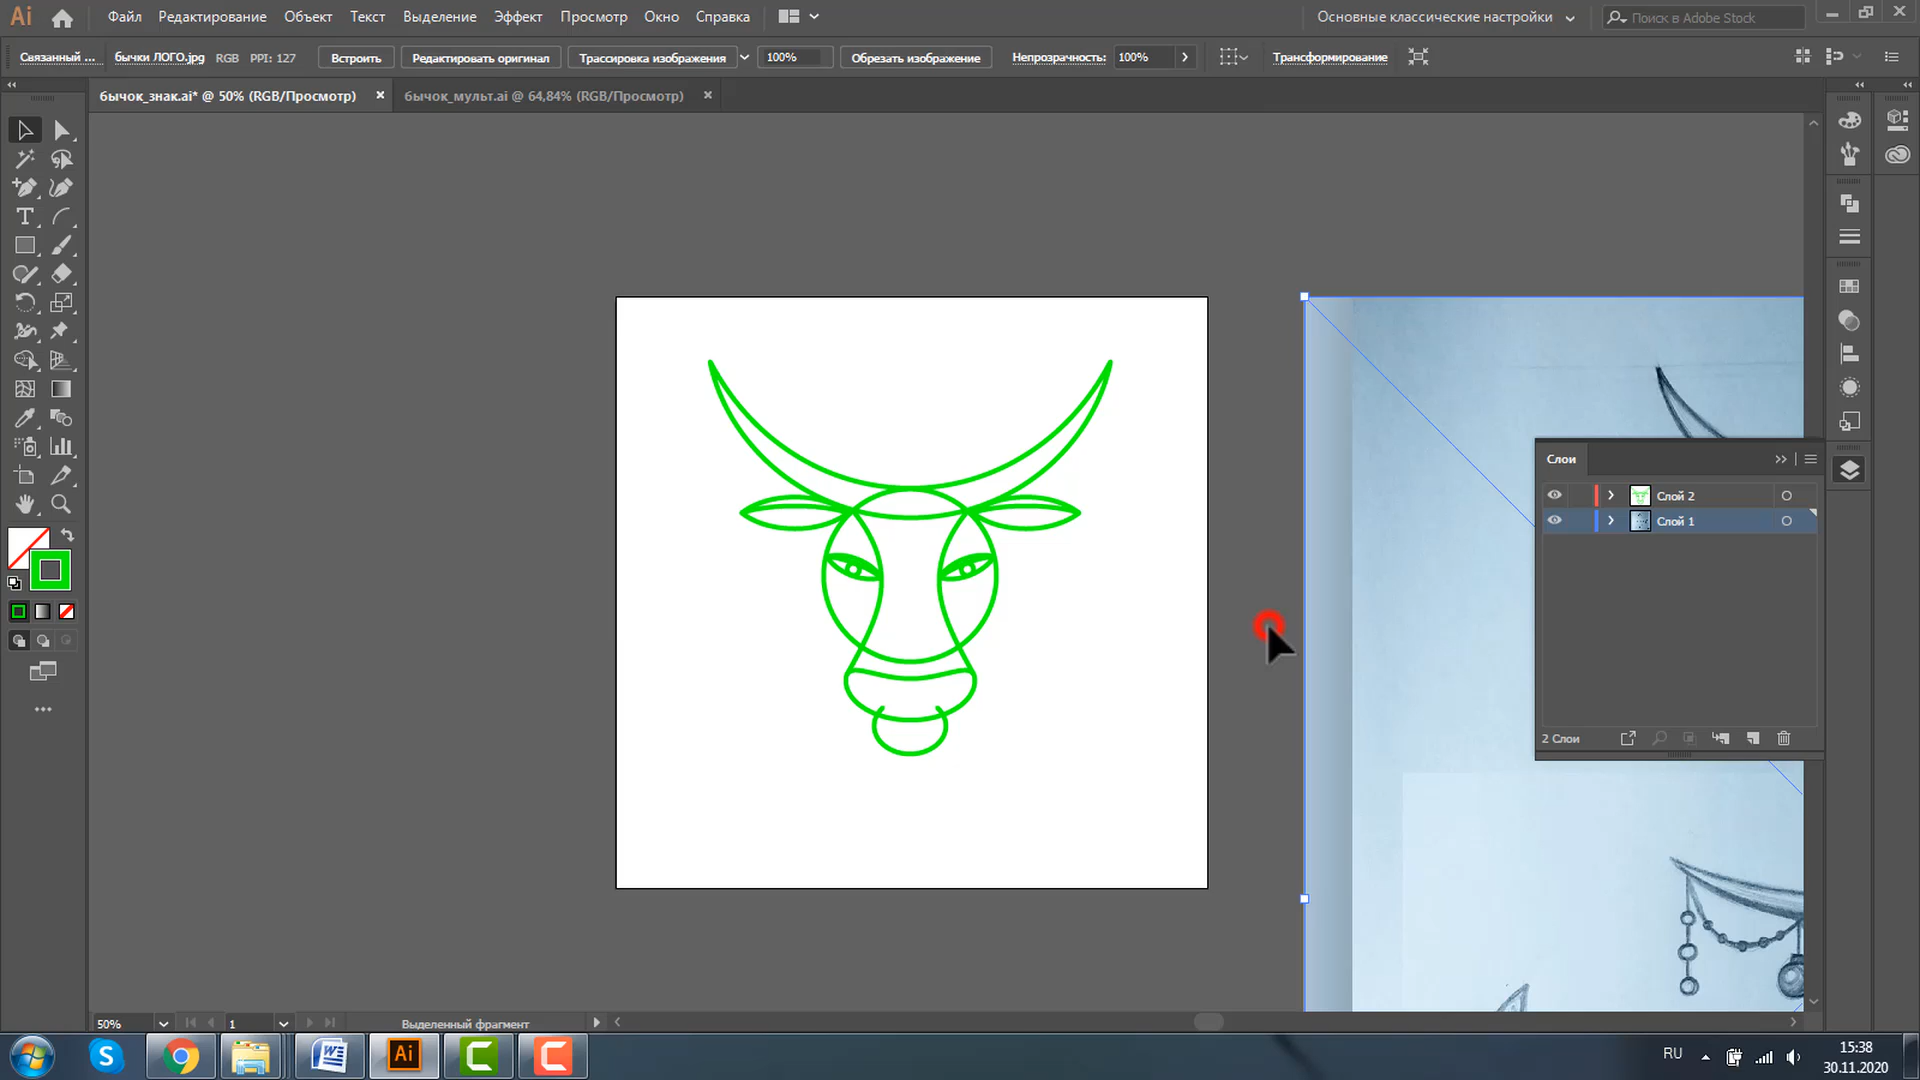 Ai Файл Редактирование Объект Текст Выделение Эффект Просмотр Окно Справка Основные классические настройки Поиск в Adobe Stock
Связанный ... бычки ЛОГО.jpg RGB PPI: 127 Встроить Редактировать оригинал Трассировка изображения 100% Обрезать изображение Непрозрачность: 100% Трансформирование
бычок_знак.ai* @ 50% (RGB/Просмотр) × бычок_мульт.ai @ 64,84% (RGB/Просмотр) ×
Слои
Слой 2
Слой 1
2 Слои
50% 1 Выделенный фрагмент
Ai
RU
15:38
30.11.2020